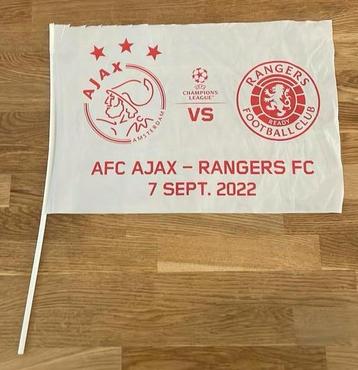 AJAX
AMSTERDAM
CHAMPIONS
LEAGUE
VS
RANGERS
READY
FOOTBALL CLUB
AFC AJAX – RANGERS FC
7 SEPT. 2022